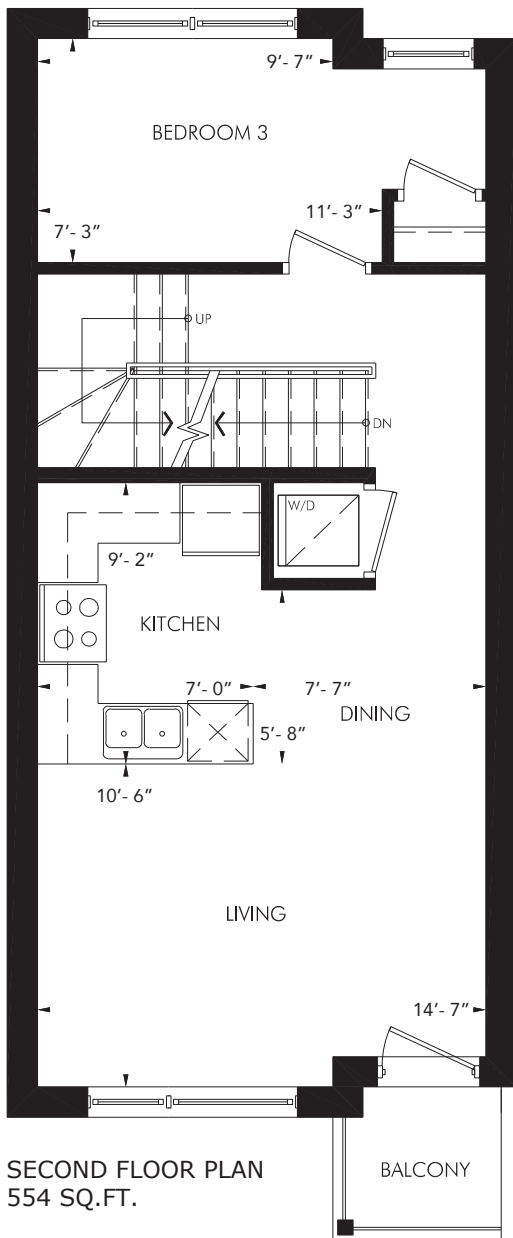 9'- 7"
BEDROOM 3
11'- 3"
7'- 3"
UP
DN
W/D
9'- 2"
KITCHEN
7'- 0" 7'- 7"
DINING
5'- 8"
10'- 6"
LIVING
14'- 7"
SECOND FLOOR PLAN
554 SQ.FT.
BALCONY